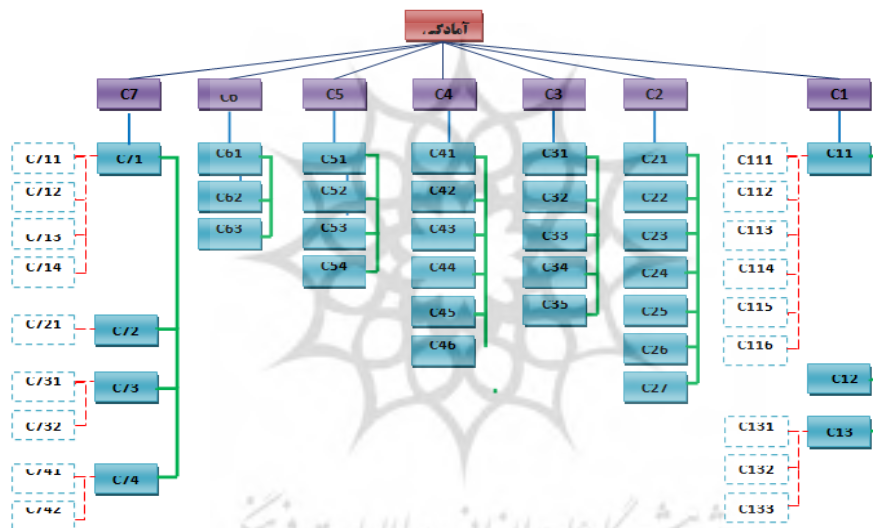 آمادگی
C7 C6 C5 C4 C3 C2 C1
C711 C71 C61 C51 C41 C31 C21 C111 C11
C712 C62 C52 C42 C32 C22 C112
C713 C63 C53 C43 C33 C23 C113
C714 C54 C44 C34 C24 C114
C721 C72 C45 C35 C25 C115
C46 C26 C116
C731 C73 C27 C12
C732 C131 C13
C741 C74 C132
C742 C133